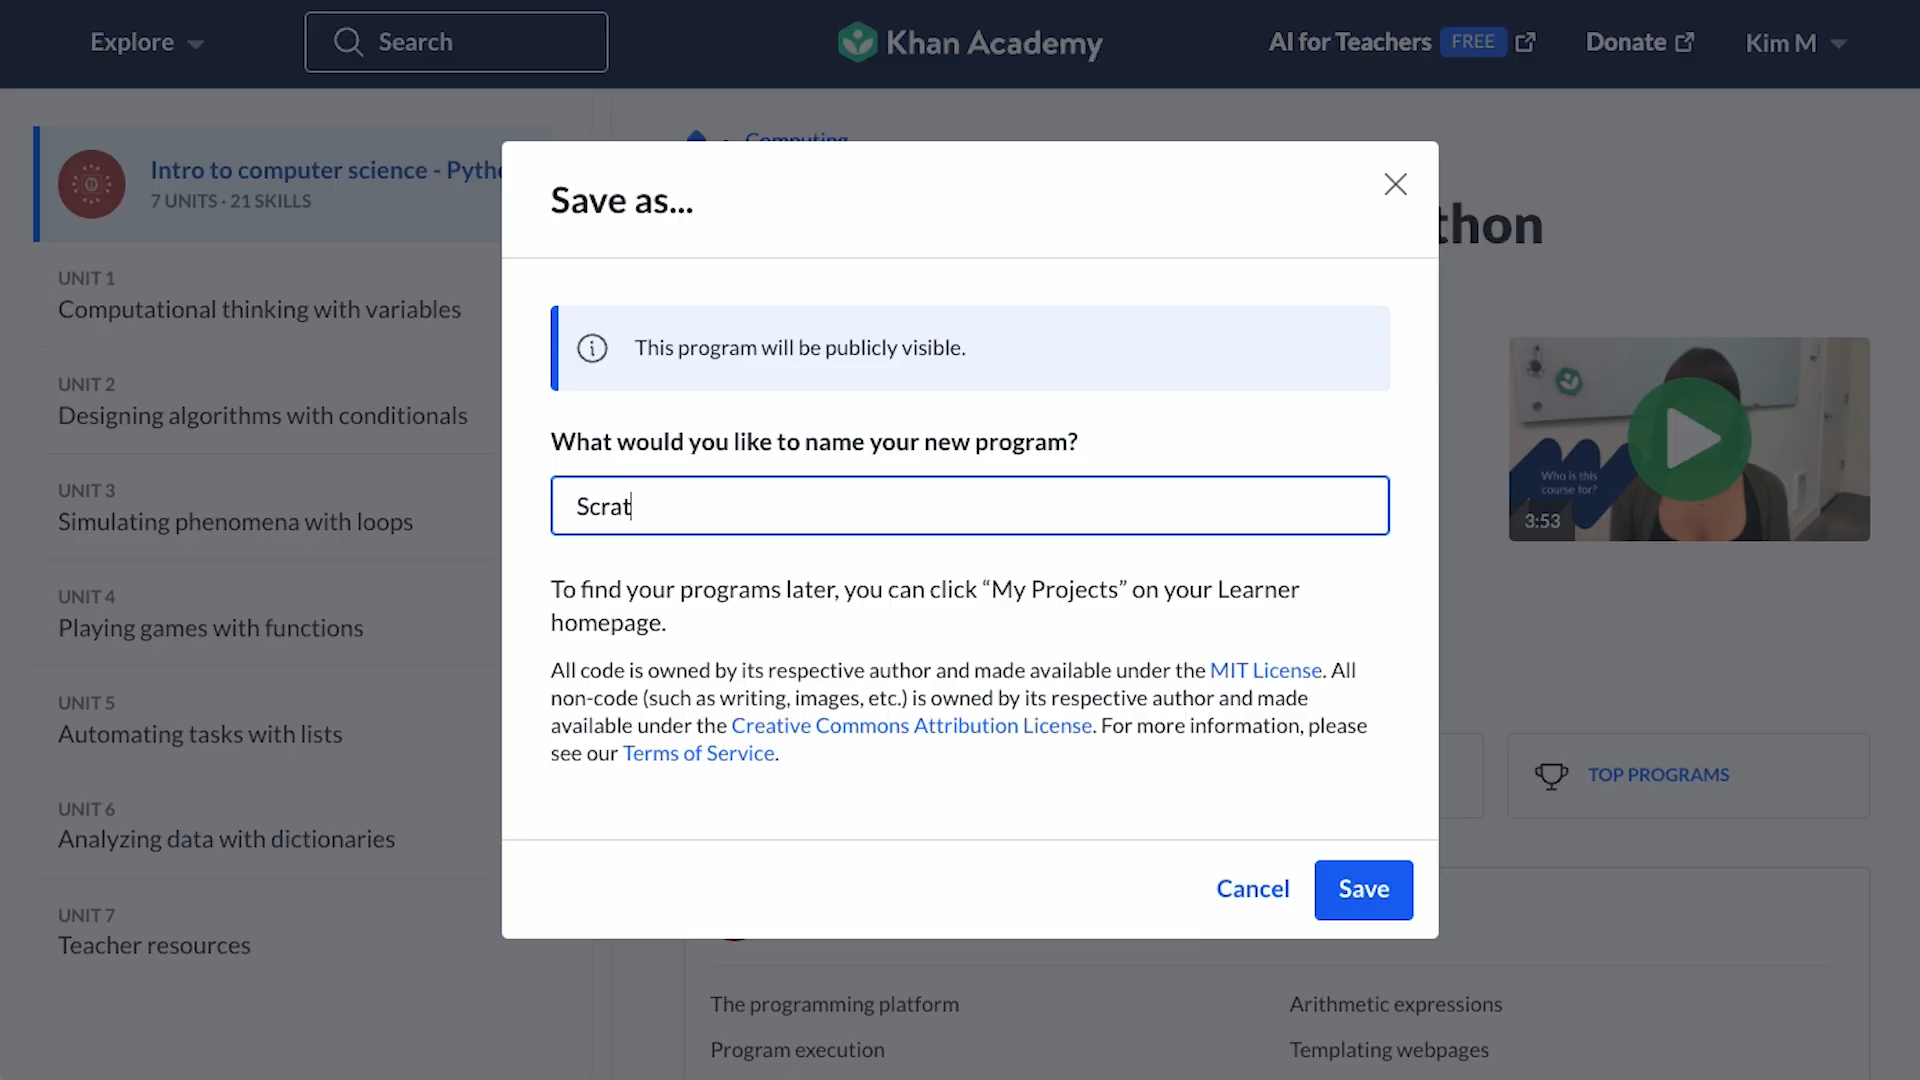 Explore
Search
Khan Academy
AI for Teachers FREE
Donate
Kim M
Intro to computer science - Pyth
7 UNITS · 21 SKILLS
UNIT 1
Computational thinking with variables
UNIT 2
Designing algorithms with conditionals
UNIT 3
Simulating phenomena with loops
UNIT 4
Playing games with functions
UNIT 5
Automating tasks with lists
UNIT 6
Analyzing data with dictionaries
UNIT 7
Teacher resources
Computing
thon
Save as...
This program will be publicly visible.
What would you like to name your new program?
Scrat
To find your programs later, you can click “My Projects” on your Learner
homepage.
All code is owned by its respective author and made available under the MIT License. All
non-code (such as writing, images, etc.) is owned by its respective author and made
available under the Creative Commons Attribution License. For more information, please
see our Terms of Service.
Cancel
Save
Who is this
course for?
3:53
TOP PROGRAMS
The programming platform
Arithmetic expressions
Program execution
Templating webpages